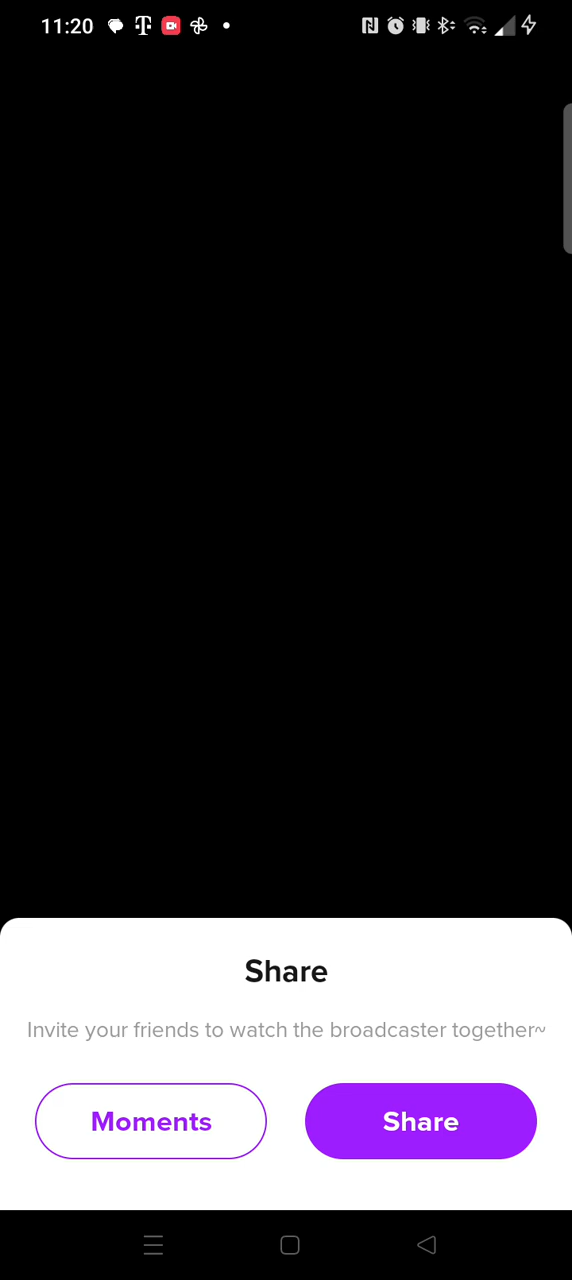 11:20
Share
Invite your friends to watch the broadcaster together~
Moments
Share